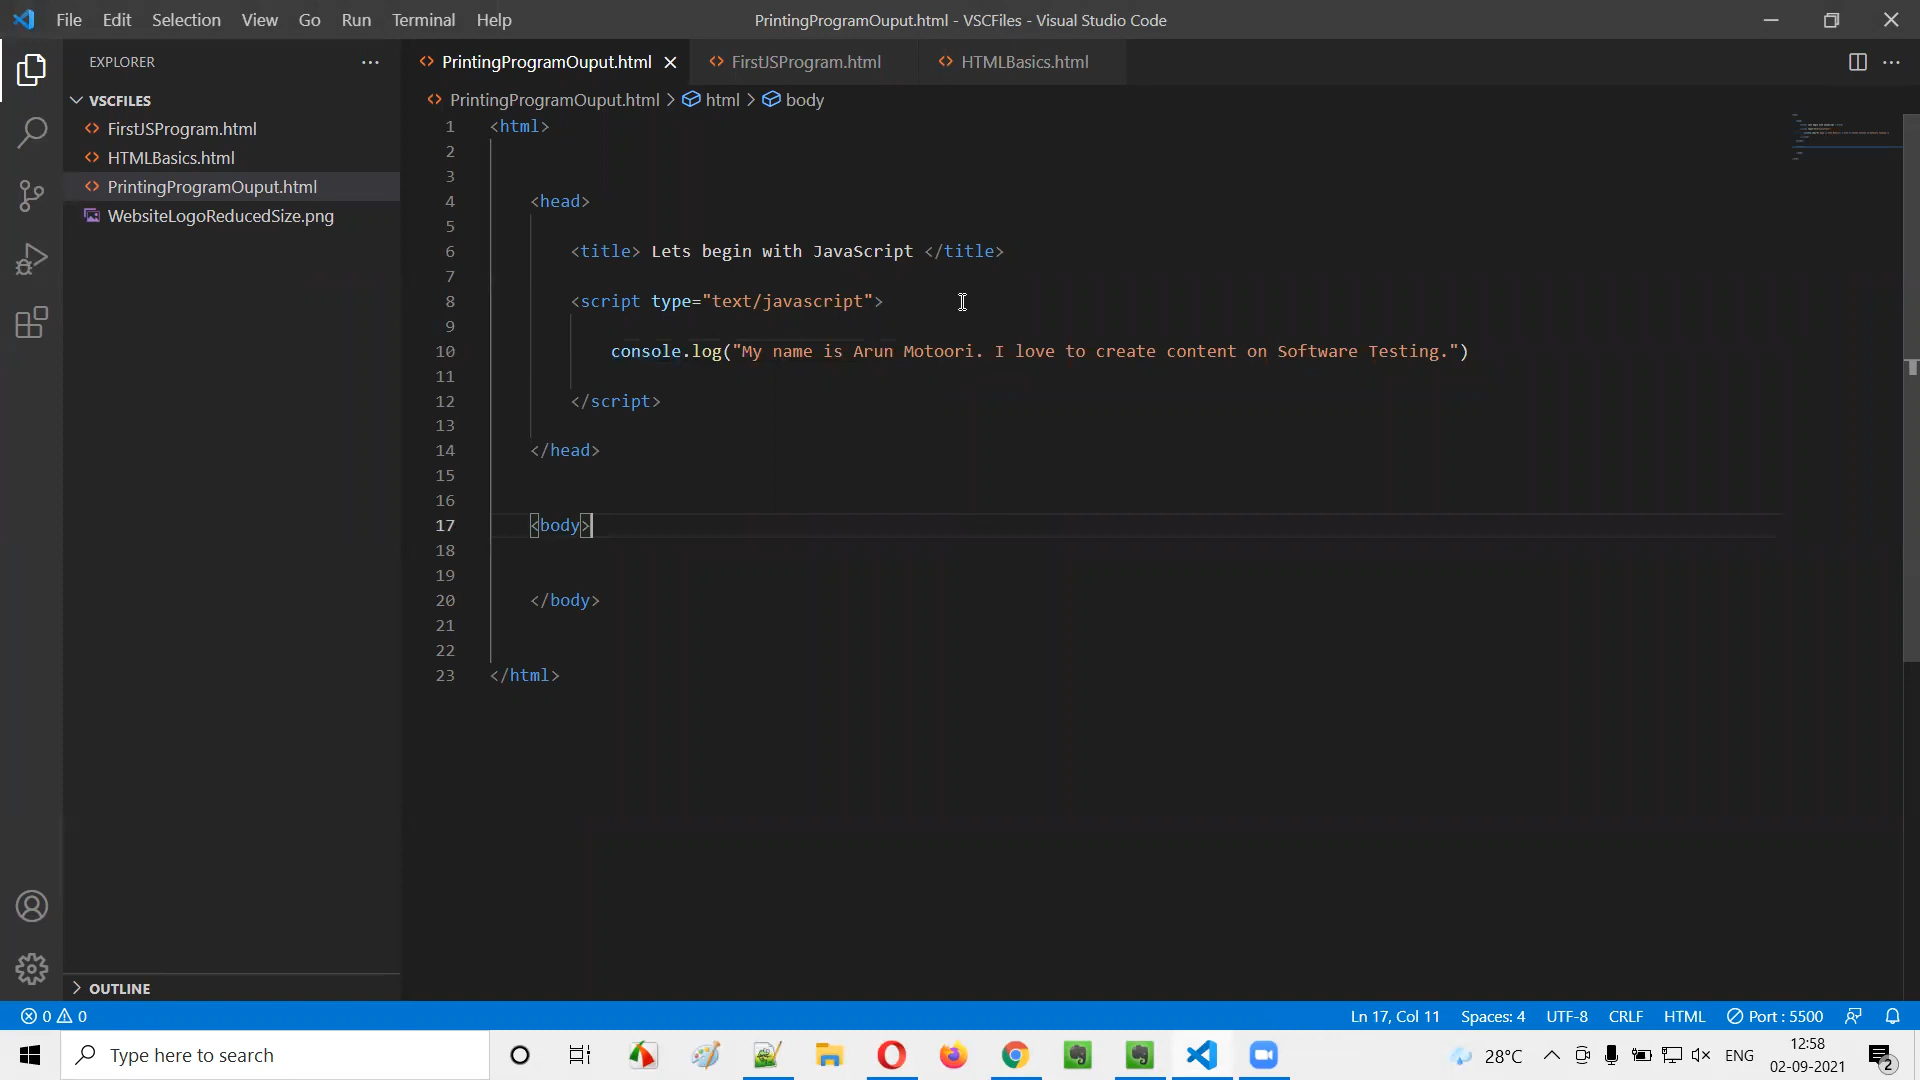 File Edit Selection View Go Run Terminal Help
PrintingProgramOuput.html - VSCFiles - Visual Studio Code
EXPLORER
VSCFILES
FirstJSProgram.html
HTMLBasics.html
PrintingProgramOuput.html
WebsiteLogoReducedSize.png
OUTLINE
PrintingProgramOuput.html FirstJSProgram.html HTMLBasics.html
PrintingProgramOuput.html > html > body
1 <html>
2
3
4 <head>
5
6 <title> Lets begin with JavaScript </title>
7
8 <script type="text/javascript">
9
10 console.log("My name is Arun Motoori. I love to create content on Software Testing.")
11
12 </script>
13
14 </head>
15
16
17 <body>
18
19
20 </body>
21
22
23 </html>
0 0 Ln 17, Col 11 Spaces: 4 UTF-8 CRLF HTML Port : 5500
Type here to search
28°C ENG 12:58
02-09-2021 2